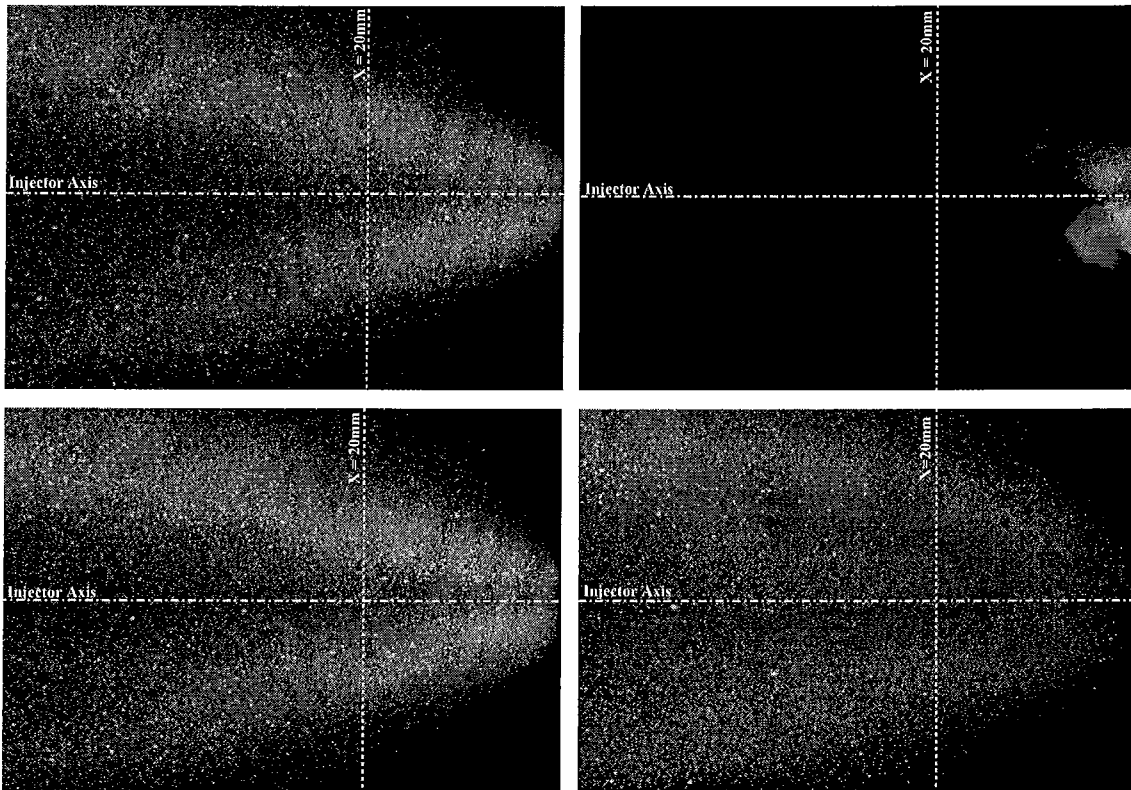 X = 20mm
Injector Axis
X = 20mm
Injector Axis
X = 20mm
Injector Axis
X=20mm
Injector Axis